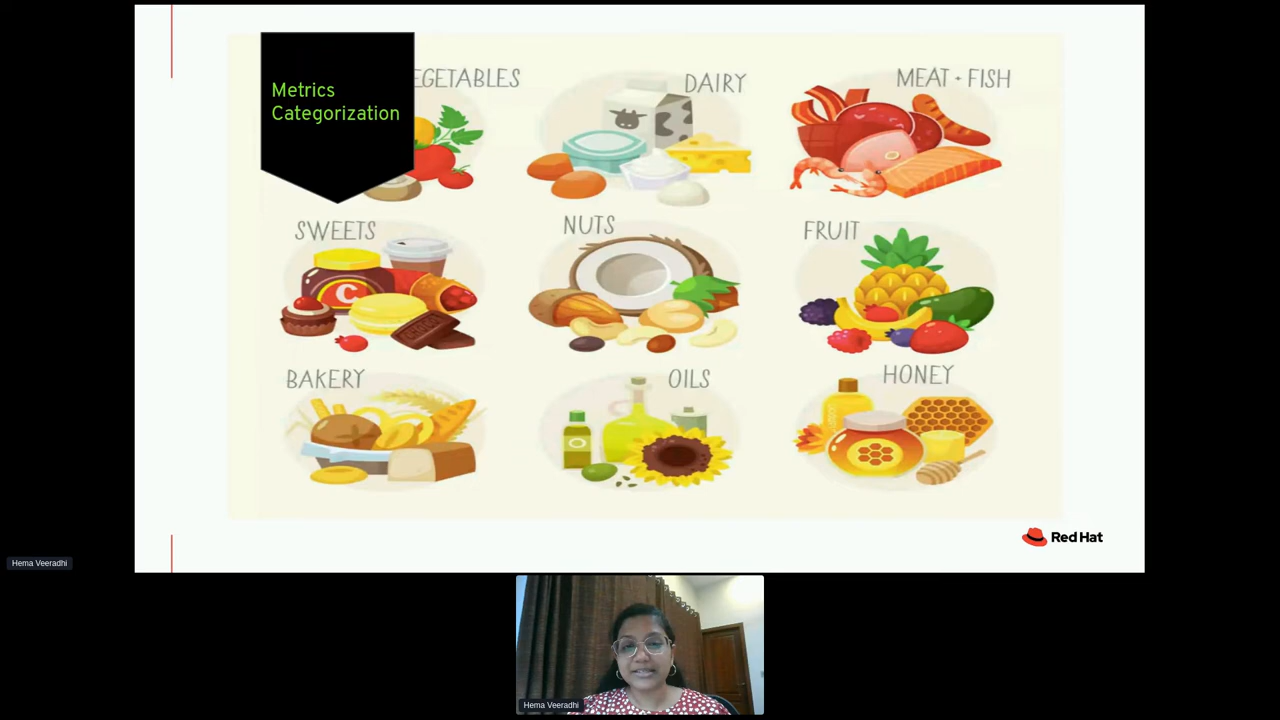 Metrics
Categorization
EGETABLES
DAIRY
MEAT + FISH
SWEETS
NUTS
FRUIT
C
BAKERY
OILS
HONEY
Red Hat
Hema Veeradhi
Hema Veeradhi